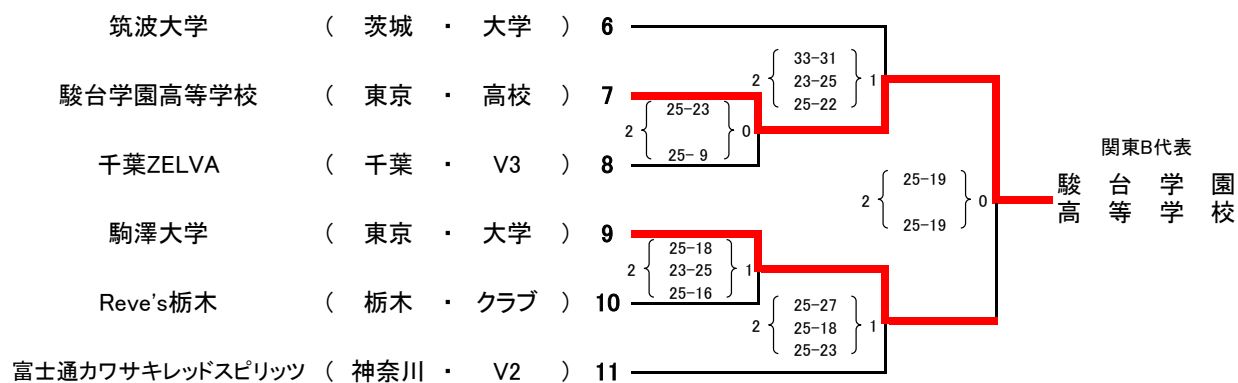 筑波大学 ( 茨城 ・ 大学 ) 6
33-31
2 23-25 1
25-22
駿台学園高等学校 ( 東京 ・ 高校 ) 7
25-23
2 0
25- 9
千葉ZELVA ( 千葉 ・ V3 ) 8
関東B代表
駿台学園
高等学校
25-19
2 0
25-19
駒澤大学 ( 東京 ・ 大学 ) 9
25-18
2 23-25 1
25-16
Reve's栃木 ( 栃木 ・ クラブ ) 10
25-27
2 25-18 1
25-23
富士通カワサキレッドスピリッツ ( 神奈川 ・ V2 ) 11